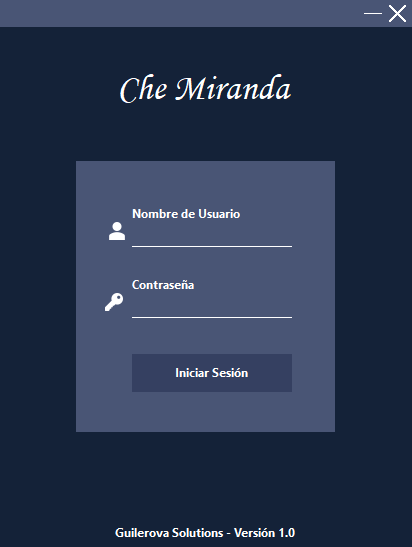 Che Miranda
Nombre de Usuario
Contraseña
Iniciar Sesión
Guilerova Solutions - Versión 1.0